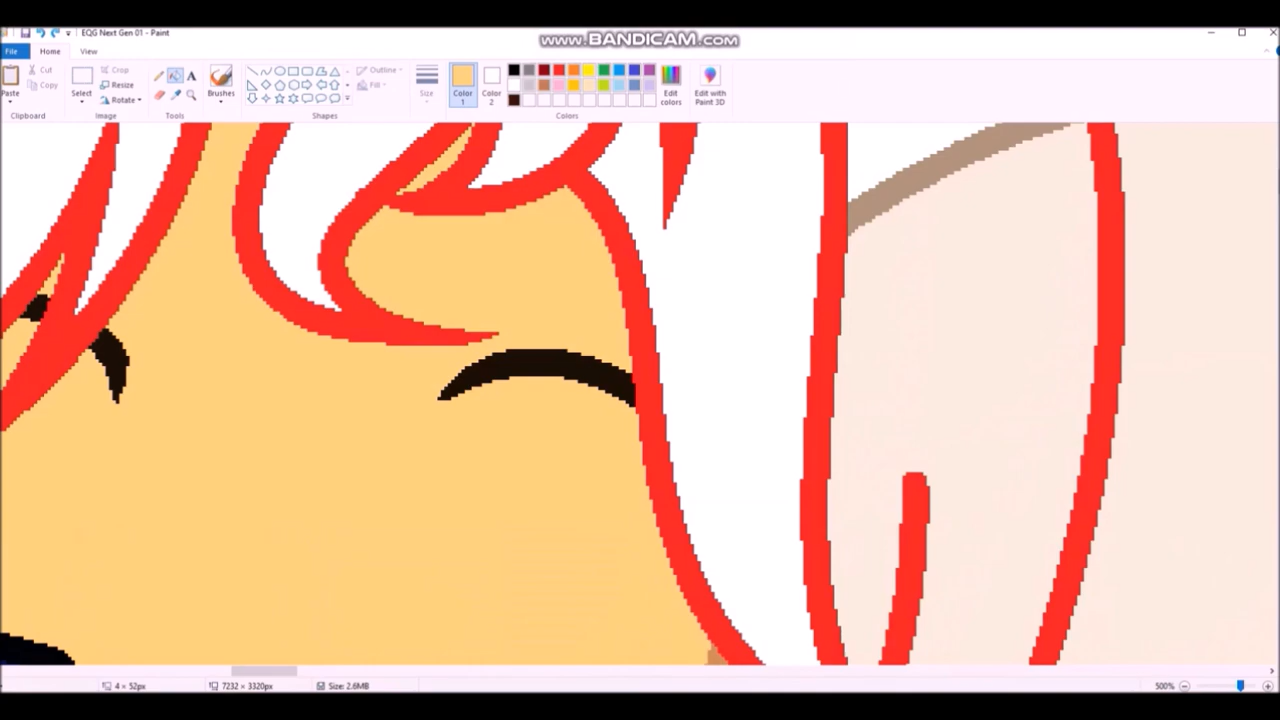 EQG Next Gen 01 - Paint
www.BANDICAM.com
File Home View
Paste Cut Copy Clipboard
Select Crop Resize Rotate Image
A Tools
Brushes
Outline Fill Shapes
Size
Color 1 Color 2 Edit colors Colors
Edit with Paint 3D
4 × 52px 7232 × 3320px Size: 2.6MB 500%